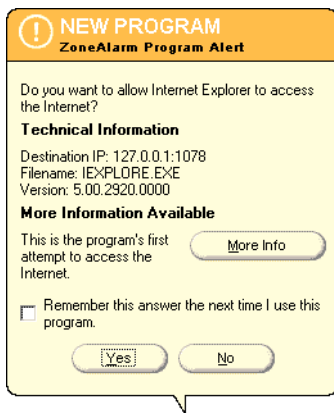 NEW PROGRAM
ZoneAlarm Program Alert
Do you want to allow Internet Explorer to access
the Internet?
Technical Information
Destination IP: 127.0.0.1:1078
Filename: IEXPLORE.EXE
Version: 5.00.2920.0000
More Information Available
This is the program's first
attempt to access the
Internet.
More Info
Remember this answer the next time I use this
program.
Yes
No